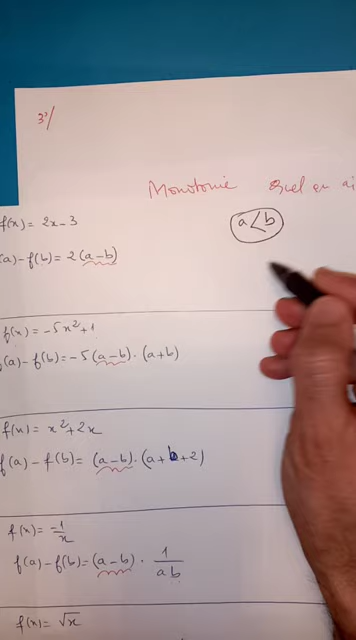 3°/
Monotonie
a<b
f(x) = 2x-3
(a) - f(b) = 2(a-b)
f(x) = -5x²+1
f(a) - f(b) = -5(a-b)·(a+b)
f(x) = x²+2x
f(a) - f(b) = (a-b)·(a+b+2)
f(x) = -1/x
f(a) - f(b) = (a-b) · 1/ab
f(x) = √x